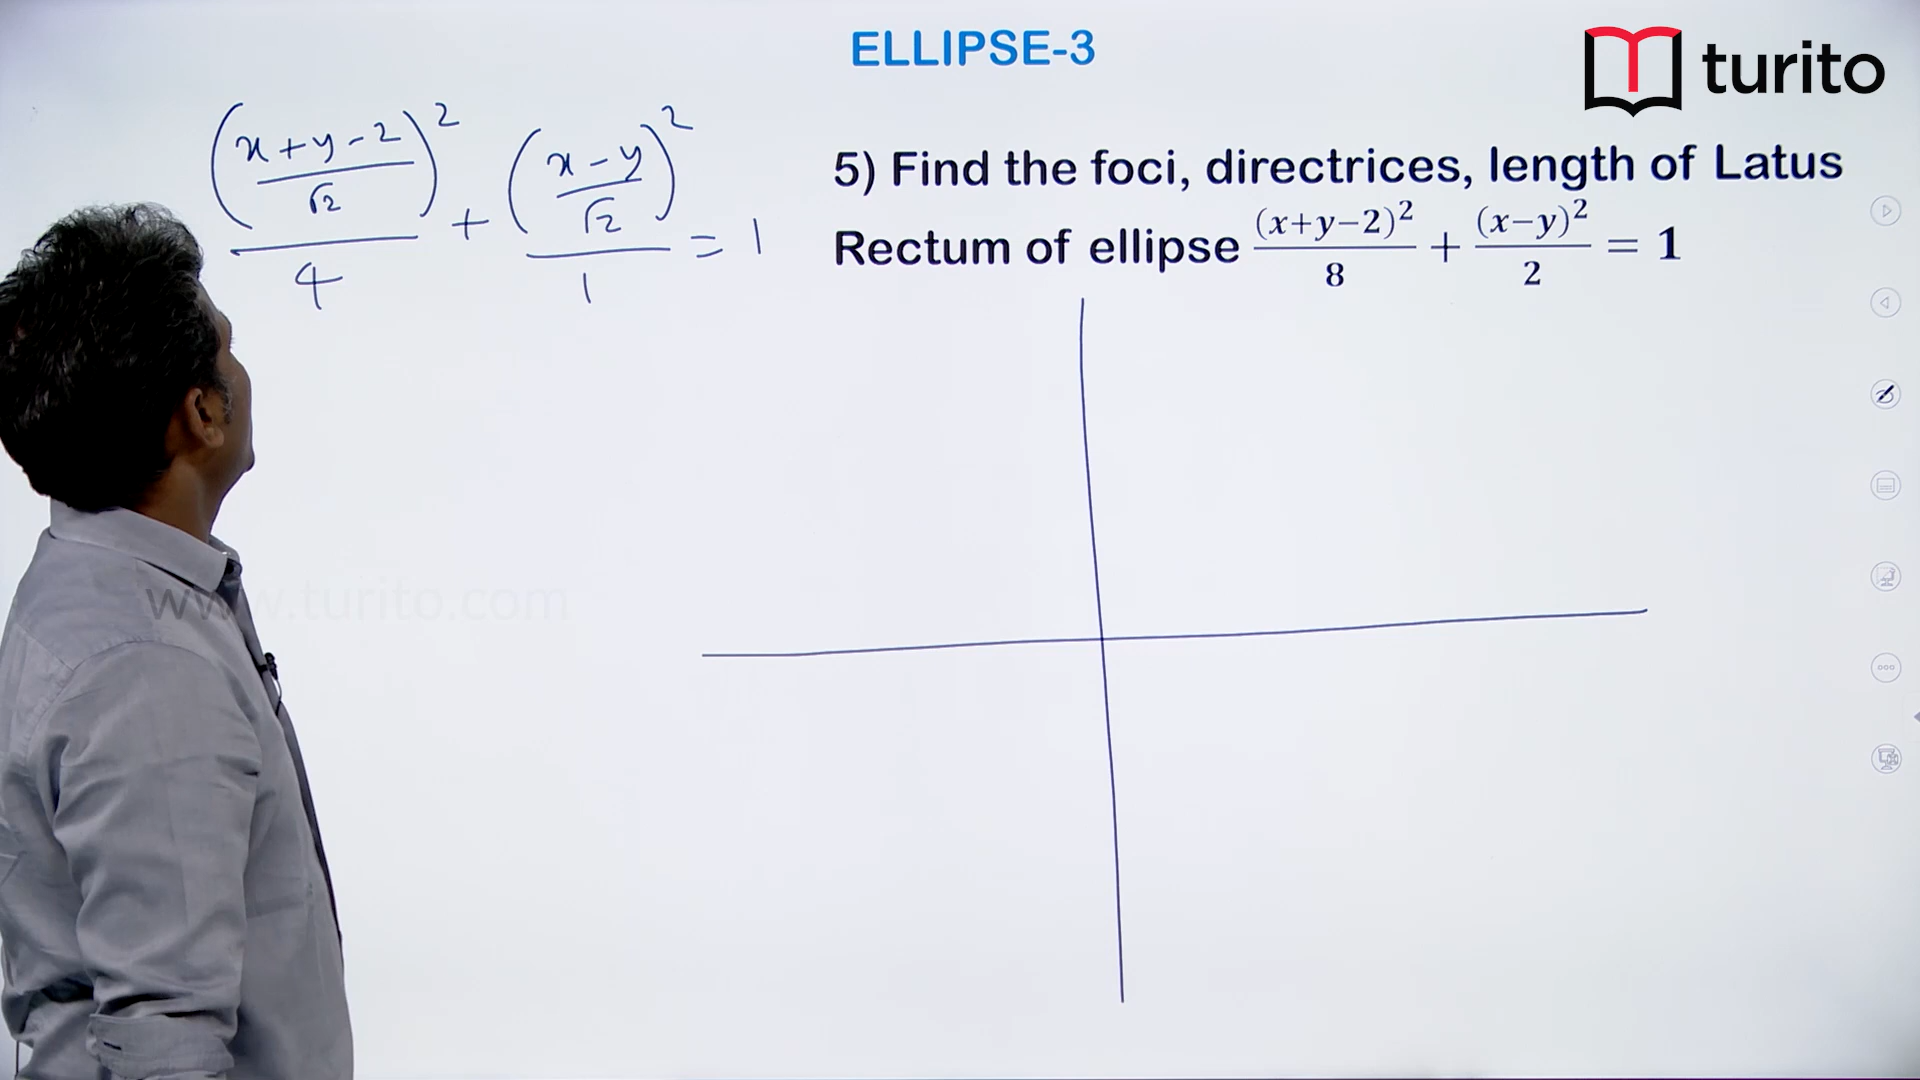 ELLIPSE-3
turito
((x+y-2)/√2)²/4 + ((x-y)/√2)²/1 = 1
5) Find the foci, directrices, length of Latus
Rectum of ellipse (x+y−2)²/8 + (x−y)²/2 = 1
www.turito.com